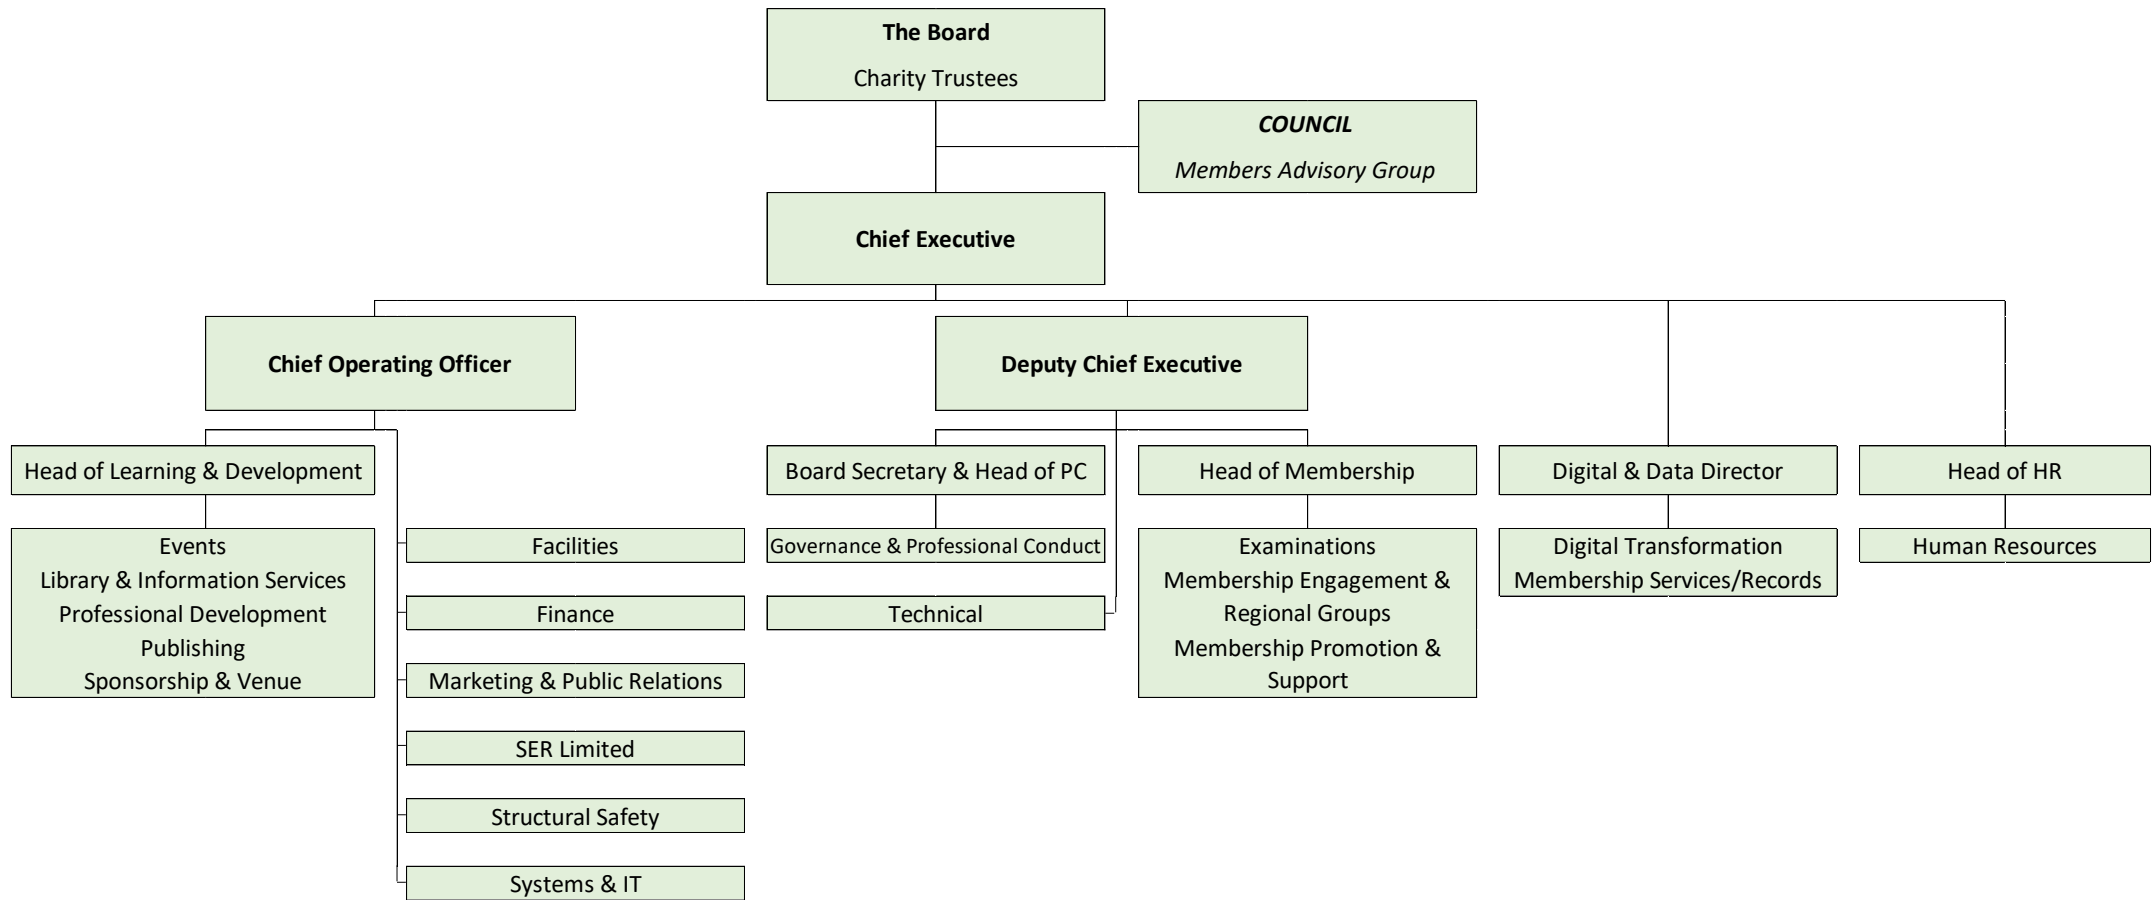 The Board
Charity Trustees
COUNCIL
Members Advisory Group
Chief Executive
Chief Operating Officer
Deputy Chief Executive
Head of Learning & Development
Board Secretary & Head of PC
Head of Membership
Digital & Data Director
Head of HR
Events
Library & Information Services
Professional Development
Publishing
Sponsorship & Venue
Facilities
Finance
Marketing & Public Relations
SER Limited
Structural Safety
Systems & IT
Governance & Professional Conduct
Technical
Examinations
Membership Engagement &
Regional Groups
Membership Promotion &
Support
Digital Transformation
Membership Services/Records
Human Resources